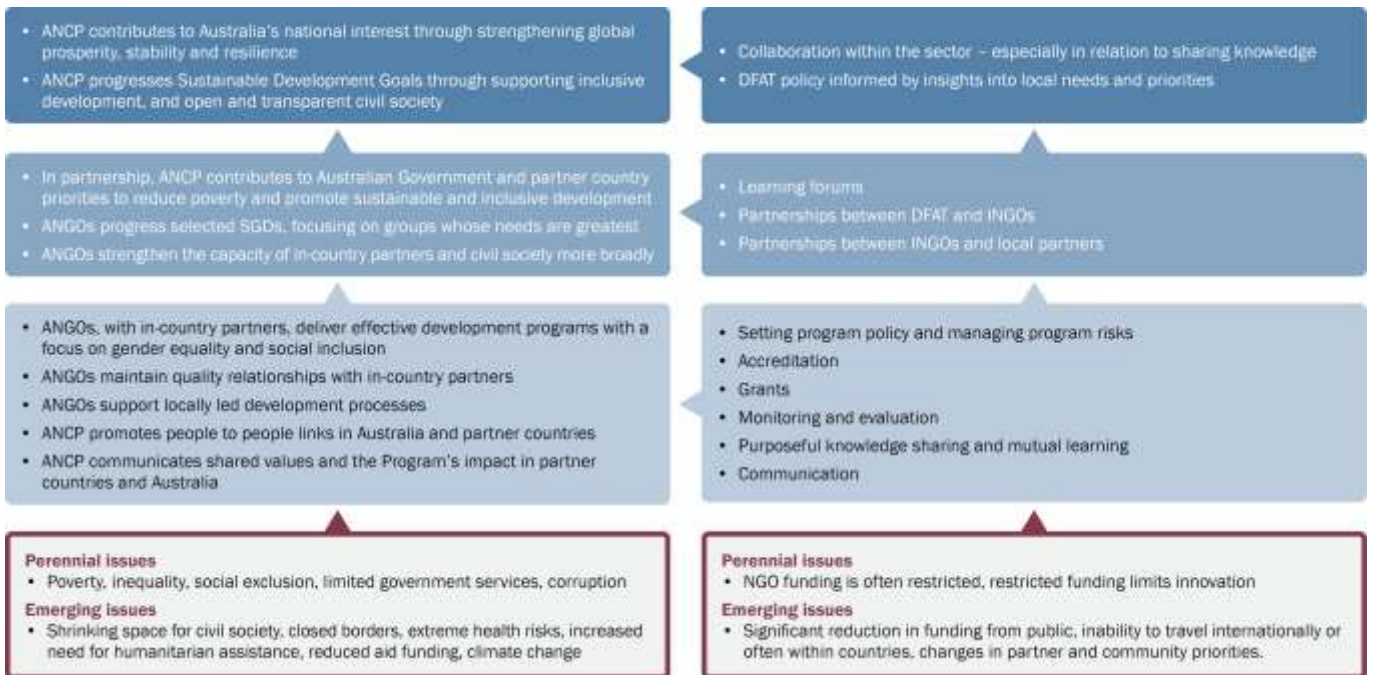 • ANCP contributes to Australia's national interest through strengthening global
prosperity, stability and resilience
• ANCP progresses Sustainable Development Goals through supporting inclusive
development, and open and transparent civil society
• Collaboration within the sector – especially in relation to sharing knowledge
• DFAT policy informed by insights into local needs and priorities
• In partnership, ANCP contributes to Australian Government and partner country
priorities to reduce poverty and promote sustainable and inclusive development
• ANGOs progress selected SGDs, focusing on groups whose needs are greatest
• ANGOs strengthen the capacity of in-country partners and civil society more broadly
• Learning forums
• Partnerships between DFAT and INGOs
• Partnerships between INGOs and local partners
• ANGOs, with in-country partners, deliver effective development programs with a
focus on gender equality and social inclusion
• ANGOs maintain quality relationships with in-country partners
• ANGOs support locally led development processes
• ANCP promotes people to people links in Australia and partner countries
• ANCP communicates shared values and the Program's impact in partner
countries and Australia
• Setting program policy and managing program risks
• Accreditation
• Grants
• Monitoring and evaluation
• Purposeful knowledge sharing and mutual learning
• Communication
Perennial issues
• Poverty, inequality, social exclusion, limited government services, corruption
Emerging issues
• Shrinking space for civil society, closed borders, extreme health risks, increased
need for humanitarian assistance, reduced aid funding, climate change
Perennial issues
• NGO funding is often restricted, restricted funding limits innovation
Emerging issues
• Significant reduction in funding from public, inability to travel internationally or
often within countries, changes in partner and community priorities.